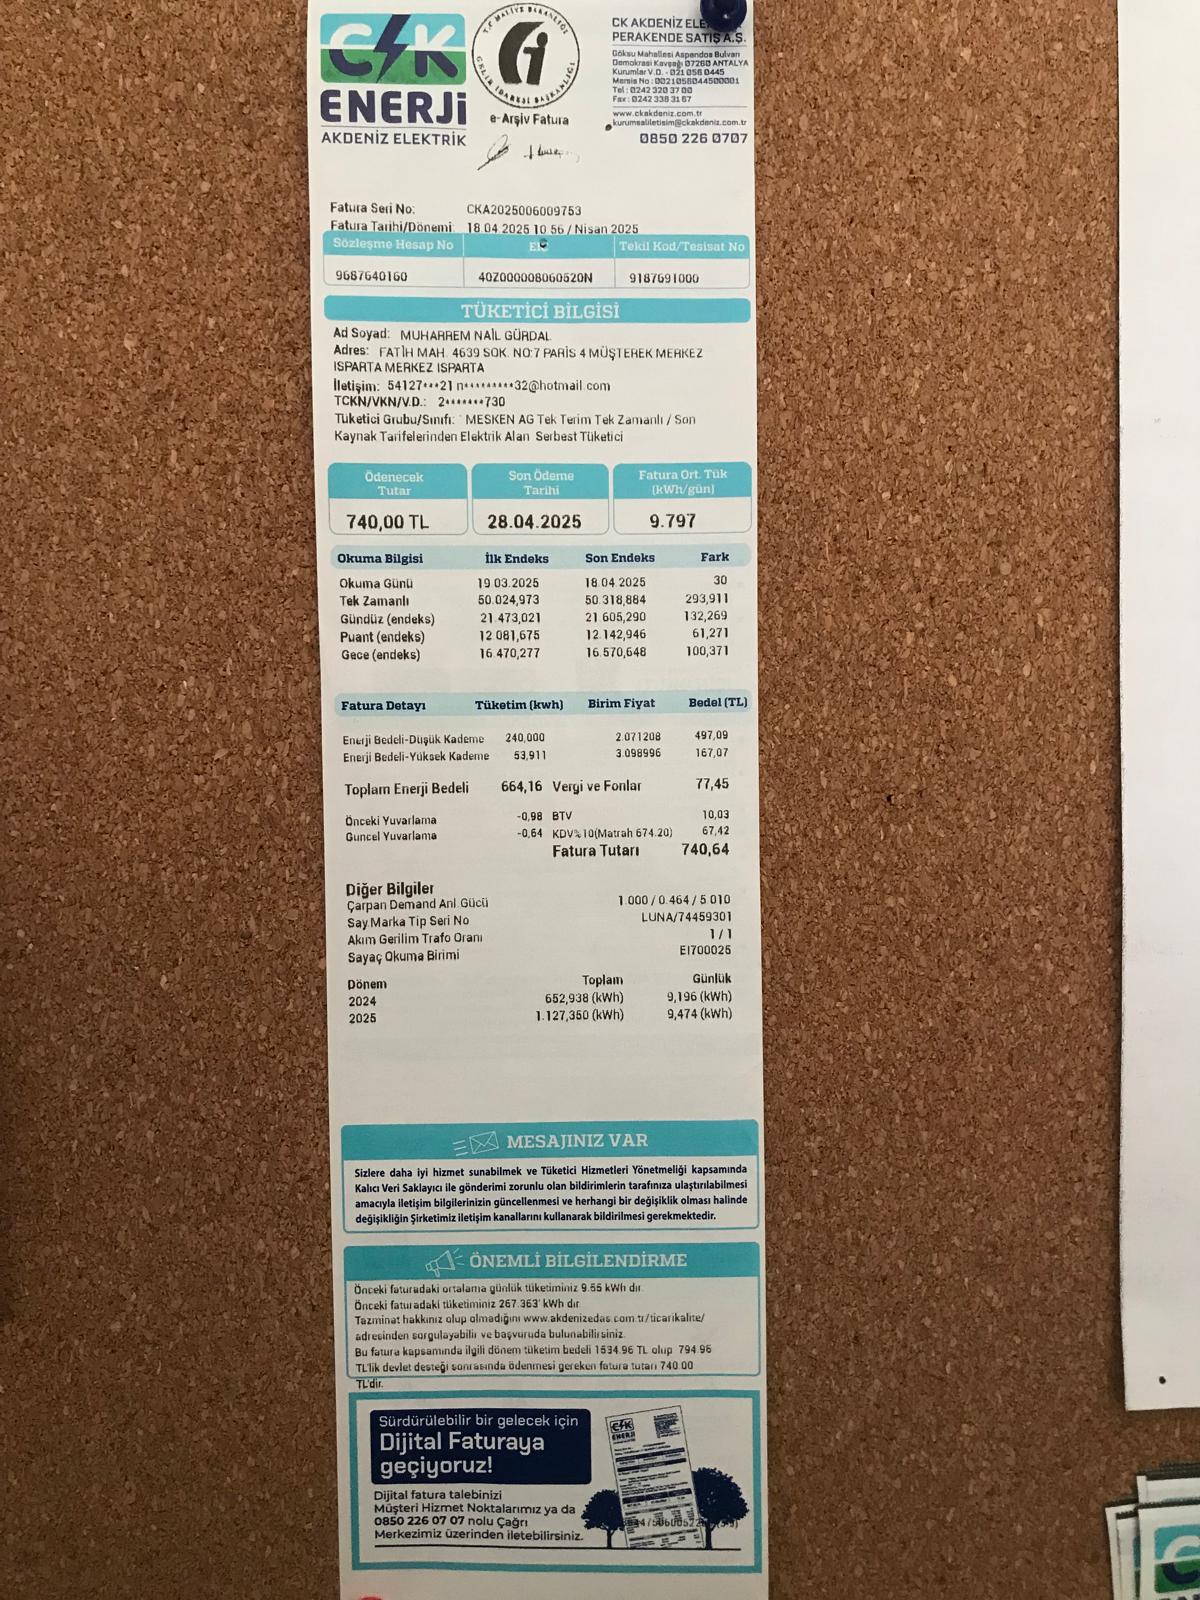 CK
ENERJi
AKDENİZ ELEKTRİK
T.C. MALİYE BAKANLIĞI
GELİR İDARESİ BAŞKANLIĞI
e-Arşiv Fatura
CK AKDENİZ
PERAKENDE SATIŞ A.Ş.
Göksu Mahallesi Aspendos Bulvarı
Demokrasi Kavşağı 07260 ANTALYA
Kurumlar V.D. - 021 058 0445
Mersis No : 0021058044500001
Tel : 0242 320 37 00
Fax : 0242 338 31 67
www.ckakdeniz.com.tr
kurumsaliletisim@ckakdeniz.com.tr
0850 226 0707
Fatura Seri No: CKA2025006009753
Fatura Tarihi/Dönemi: 18.04.2025 10:56 / Nisan 2025
Sözleşme Hesap No EIC Tekil Kod/Tesisat No
9687640160 40Z000008060520N 9187691000
TÜKETİCİ BİLGİSİ
Ad Soyad: MUHARREM NAİL GÜRDAL
Adres: FATİH MAH. 4639 SOK. NO:7 PARİS 4 MÜŞTEREK MERKEZ
ISPARTA MERKEZ ISPARTA
İletişim: 54127***21 n*********32@hotmail.com
TCKN/VKN/V.D.: 2*******730
Tüketici Grubu/Sınıfı: MESKEN AG Tek Terim Tek Zamanlı / Son
Kaynak Tarifelerinden Elektrik Alan Serbest Tüketici
Ödenecek Tutar Son Ödeme Tarihi Fatura Ort. Tük (kWh/gün)
740,00 TL 28.04.2025 9.797
Okuma Bilgisi İlk Endeks Son Endeks Fark
Okuma Günü 19.03.2025 18.04.2025 30
Tek Zamanlı 50.024,973 50.318,884 293,911
Gündüz (endeks) 21.473,021 21.605,290 132,269
Puant (endeks) 12.081,675 12.142,946 61,271
Gece (endeks) 16.470,277 16.570,648 100,371
Fatura Detayı Tüketim (kwh) Birim Fiyat Bedel (TL)
Enerji Bedeli-Düşük Kademe 240,000 2.071208 497,09
Enerji Bedeli-Yüksek Kademe 53,911 3.098996 167,07
Toplam Enerji Bedeli 664,16 Vergi ve Fonlar 77,45
Önceki Yuvarlama -0,98 BTV 10,03
Güncel Yuvarlama -0,64 KDV%10(Matrah 674.20) 67,42
Fatura Tutarı 740,64
Diğer Bilgiler
Çarpan Demand Anl.Gücü 1.000 / 0.464 / 5.010
Say Marka Tip Seri No LUNA/74459301
Akım Gerilim Trafo Oranı 1 / 1
Sayaç Okuma Birimi EI700025
Dönem Toplam Günlük
2024 652,938 (kWh) 9,196 (kWh)
2025 1.127,350 (kWh) 9,474 (kWh)
MESAJINIZ VAR
Sizlere daha iyi hizmet sunabilmek ve Tüketici Hizmetleri Yönetmeliği kapsamında
Kalıcı Veri Saklayıcı ile gönderimi zorunlu olan bildirimlerin tarafınıza ulaştırılabilmesi
amacıyla iletişim bilgilerinizin güncellenmesi ve herhangi bir değişiklik olması halinde
değişikliğin Şirketimiz iletişim kanallarını kullanarak bildirilmesi gerekmektedir.
ÖNEMLİ BİLGİLENDİRME
Önceki faturadaki ortalama günlük tüketiminiz 9.55 kWh dır.
Önceki faturadaki tüketiminiz 267.363 kWh dır.
Tazminat hakkınız olup olmadığını www.akdenizedas.com.tr/ticarikalite/
adresinden sorgulayabilir ve başvuruda bulunabilirsiniz.
Bu fatura kapsamında ilgili dönem tüketim bedeli 1534.96 TL olup 794.96
TL'lik devlet desteği sonrasında ödenmesi gereken fatura tutarı 740.00
TL'dir.
Sürdürülebilir bir gelecek için
Dijital Faturaya
geçiyoruz!
Dijital fatura talebinizi
Müşteri Hizmet Noktalarımız ya da
0850 226 07 07 nolu Çağrı
Merkezimiz üzerinden iletebilirsiniz.
CK
ENERJİ